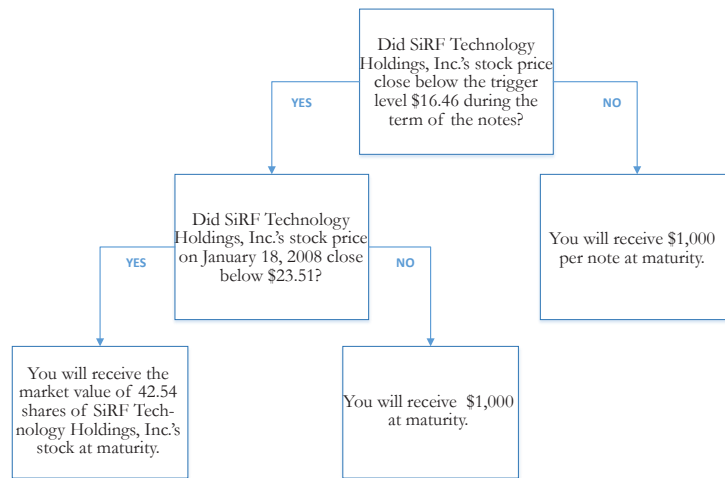 Did SiRF Technology
Holdings, Inc.'s stock price
close below the trigger
level $16.46 during the
term of the notes?
YES
NO
Did SiRF Technology
Holdings, Inc.'s stock price
on January 18, 2008 close
below $23.51?
You will receive $1,000
per note at maturity.
YES
NO
You will receive the
market value of 42.54
shares of SiRF Tech-
nology Holdings, Inc.'s
stock at maturity.
You will receive $1,000
at maturity.